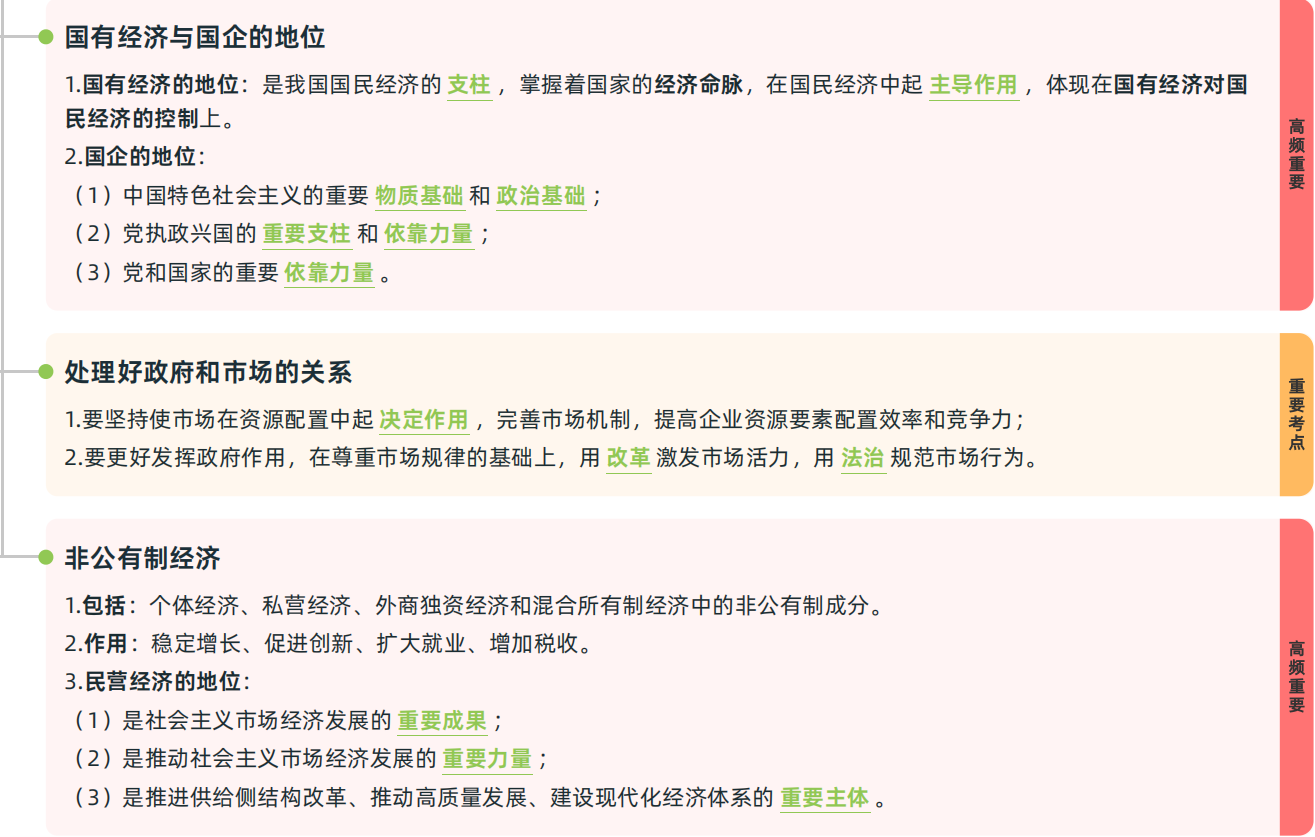 国有经济与国企的地位
1.国有经济的地位：是我国国民经济的 支柱 ，掌握着国家的经济命脉，在国民经济中起 主导作用 ，体现在国有经济对国
民经济的控制上。
2.国企的地位：
（1）中国特色社会主义的重要 物质基础 和 政治基础 ；
（2）党执政兴国的 重要支柱 和 依靠力量 ；
（3）党和国家的重要 依靠力量 。
高频重要
处理好政府和市场的关系
1.要坚持使市场在资源配置中起 决定作用 ，完善市场机制，提高企业资源要素配置效率和竞争力；
2.要更好发挥政府作用，在尊重市场规律的基础上，用 改革 激发市场活力，用 法治 规范市场行为。
重要考点
非公有制经济
1.包括：个体经济、私营经济、外商独资经济和混合所有制经济中的非公有制成分。
2.作用：稳定增长、促进创新、扩大就业、增加税收。
3.民营经济的地位：
（1）是社会主义市场经济发展的 重要成果 ；
（2）是推动社会主义市场经济发展的 重要力量 ；
（3）是推进供给侧结构改革、推动高质量发展、建设现代化经济体系的 重要主体 。
高频重要